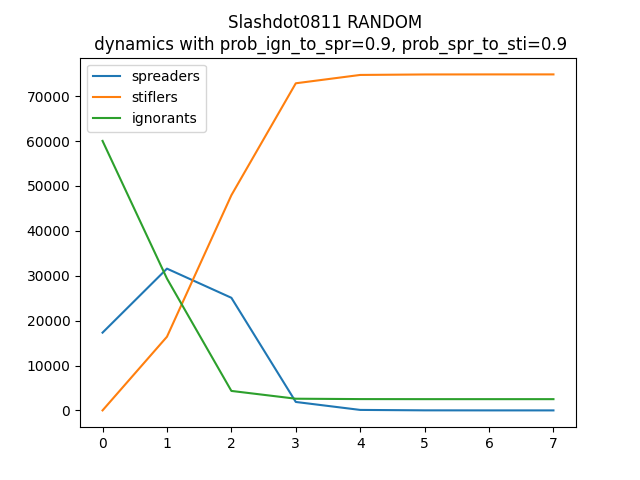 Slashdot0811 RANDOM
dynamics with prob_ign_to_spr=0.9, prob_spr_to_sti=0.9
spreaders
stiflers
ignorants
70000
60000
50000
40000
30000
20000
10000
0
0 1 2 3 4 5 6 7